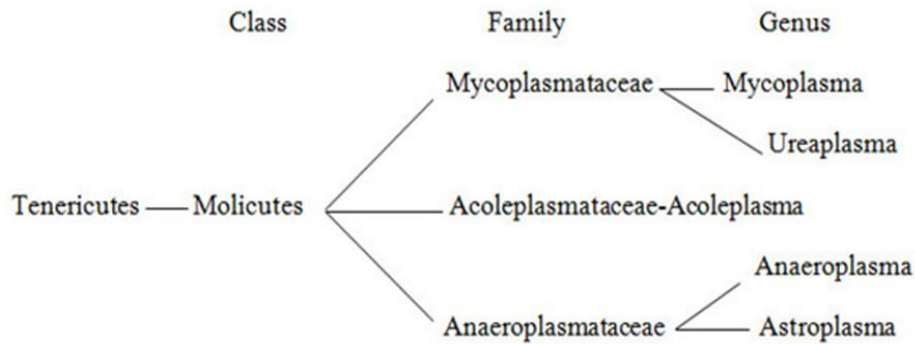 Class Family Genus
Mycoplasmataceae Mycoplasma
Ureaplasma
Tenericutes Molicutes Acoleplasmataceae-Acoleplasma
Anaeroplasma
Anaeroplasmataceae Astroplasma